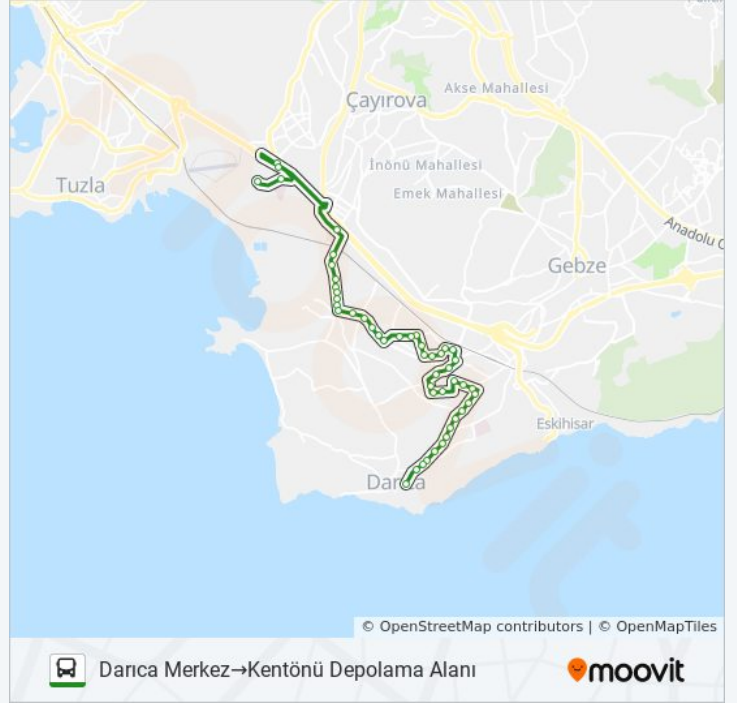 Akse Mahallesi
Çayırova
İnönü Mahallesi
Emek Mahallesi
Tuzla
Anadolu O
Gebze
Eskihisar
Darıca
© OpenStreetMap contributors | © OpenMapTiles
Darıca Merkez→Kentönü Depolama Alanı
moovit